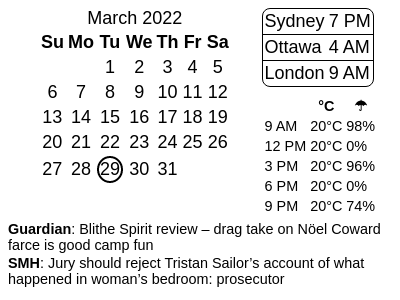 March 2022
Su Mo Tu We Th Fr Sa
1 2 3 4 5
6 7 8 9 10 11 12
13 14 15 16 17 18 19
20 21 22 23 24 25 26
27 28 29 30 31
Sydney 7 PM
Ottawa 4 AM
London 9 AM
°C ☂
9 AM 20°C 98%
12 PM 20°C 0%
3 PM 20°C 96%
6 PM 20°C 0%
9 PM 20°C 74%
Guardian: Blithe Spirit review – drag take on Nöel Coward
farce is good camp fun
SMH: Jury should reject Tristan Sailor’s account of what
happened in woman’s bedroom: prosecutor